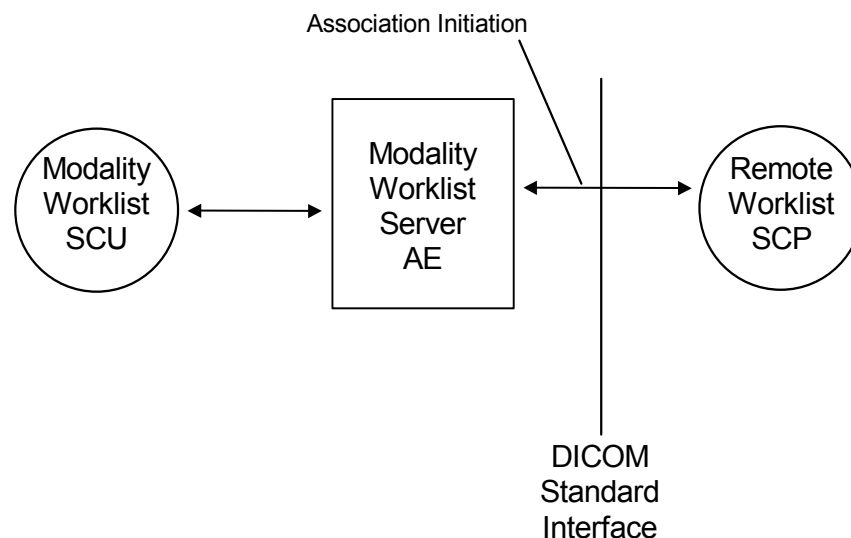 Association Initiation
Modality
Worklist
SCU
Modality
Worklist
Server
AE
Remote
Worklist
SCP
DICOM
Standard
Interface